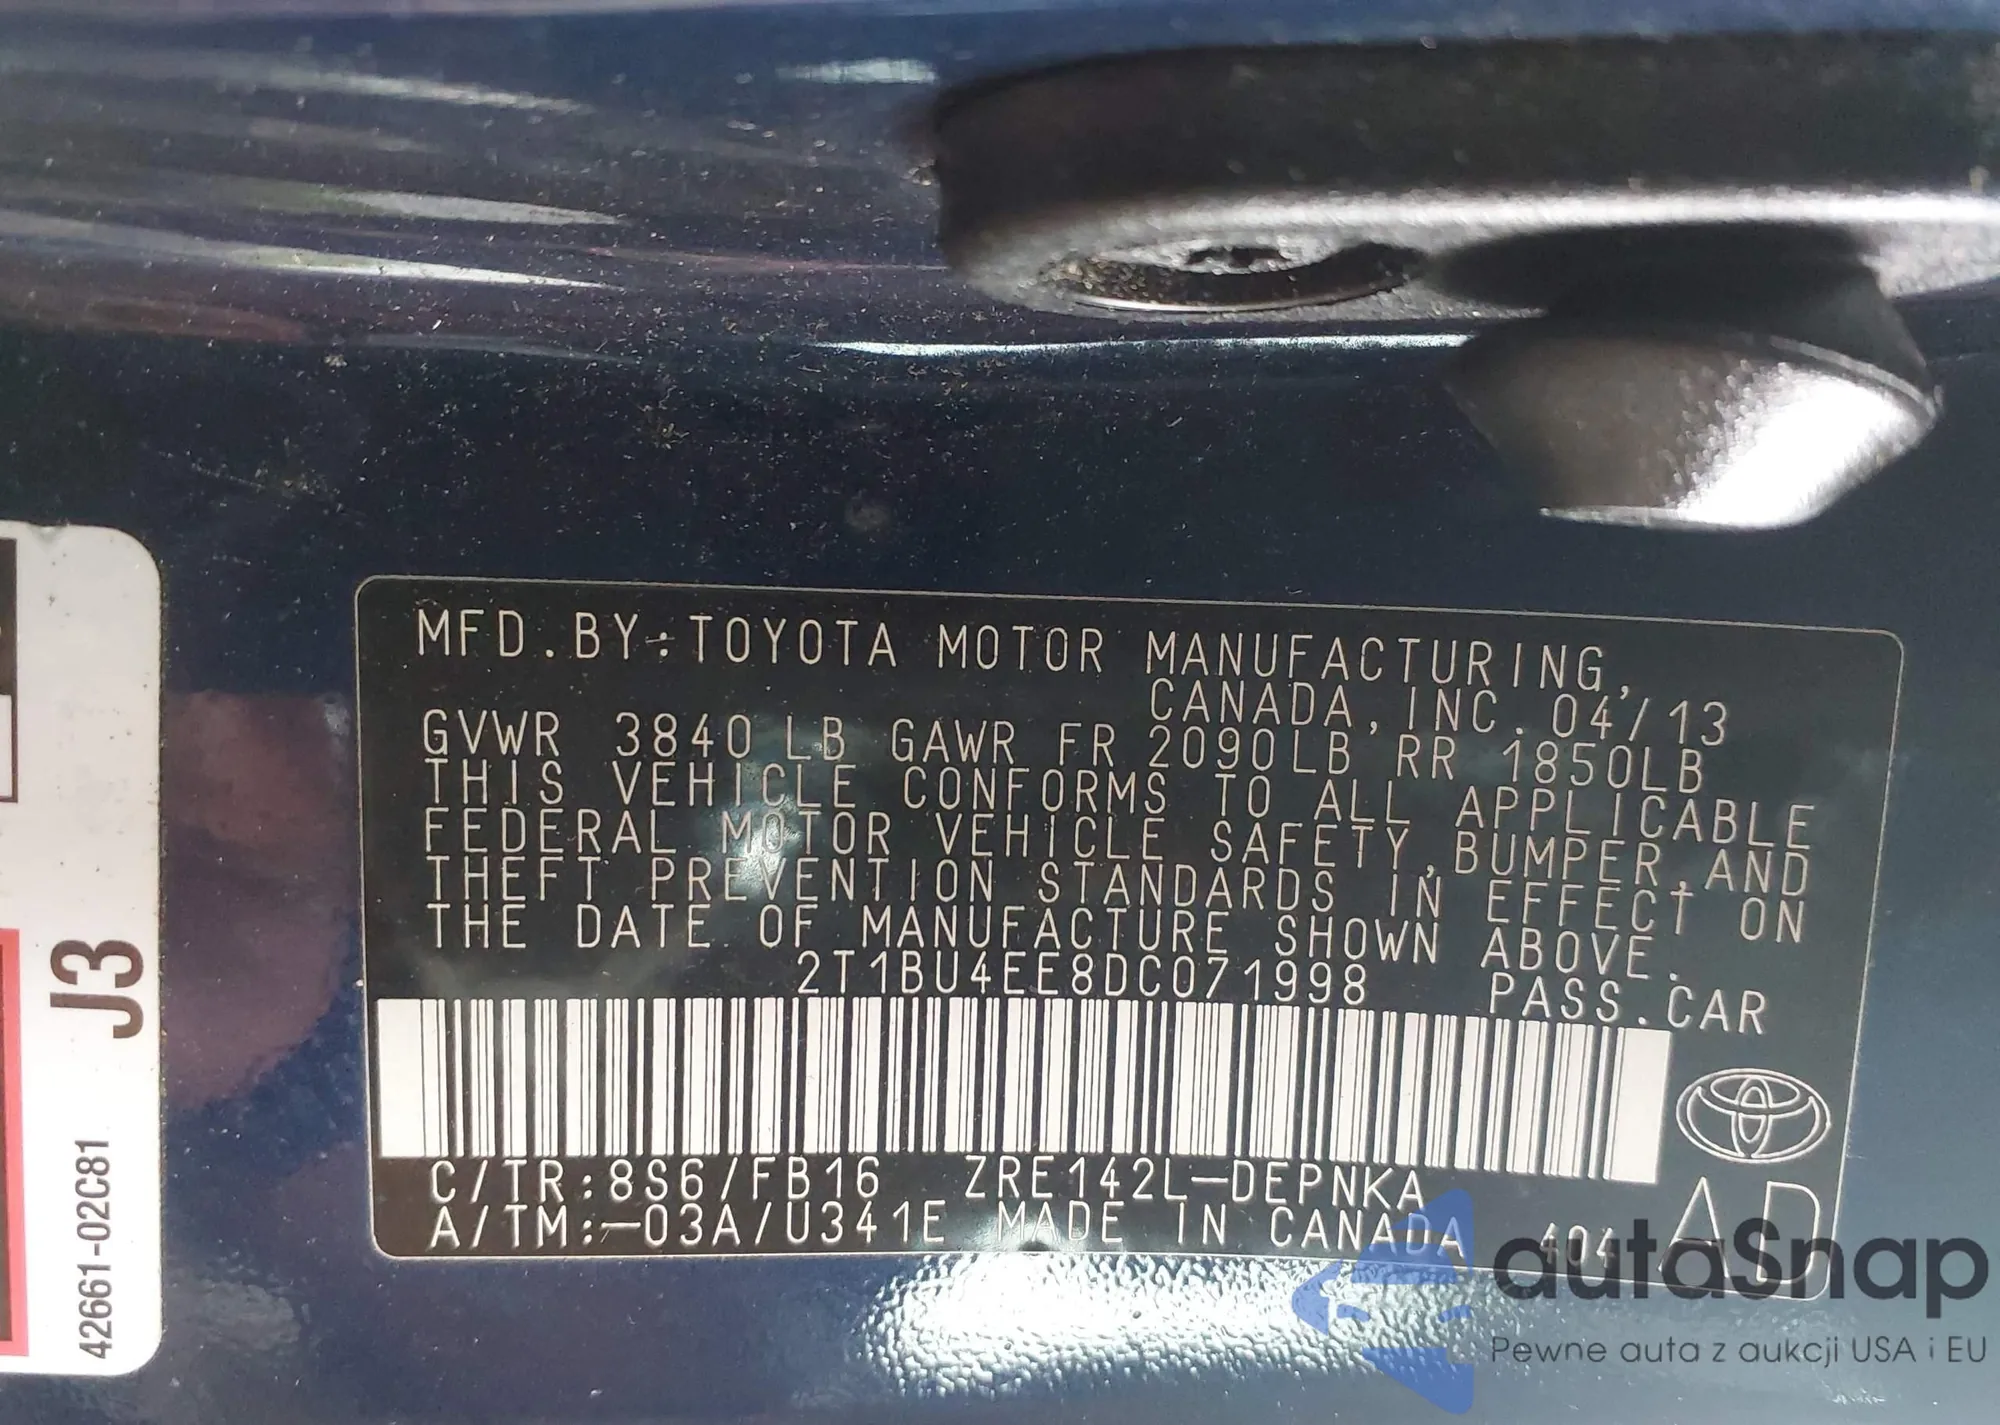 MFD.BY:TOYOTA MOTOR MANUFACTURING,
CANADA,INC. 04/13
GVWR 3840 LB GAWR FR 2090LB RR 1850LB
THIS VEHICLE CONFORMS TO ALL APPLICABLE
FEDERAL MOTOR VEHICLE SAFETY,BUMPER,AND
THEFT PREVENTION STANDARDS IN EFFECT ON
THE DATE OF MANUFACTURE SHOWN ABOVE.
2T1BU4EE8DC071998 PASS.CAR
C/TR:8S6/FB16 ZRE142L-DEPNKA
A/TM:-03A/U341E MADE IN CANADA 404 AD
J3
42661-02C81
autaSnap
Pewne auta z aukcji USA i EU